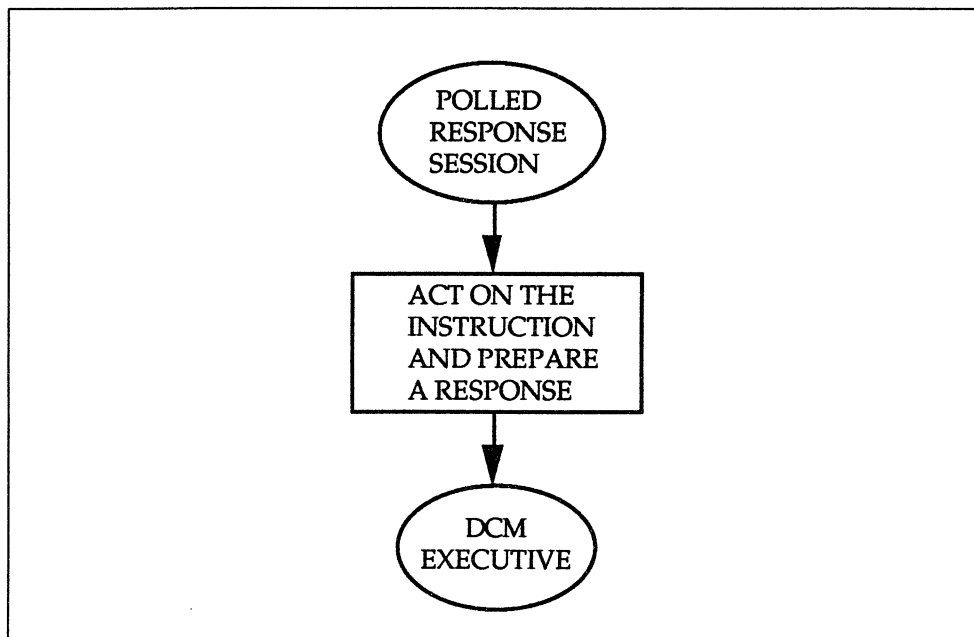 POLLED
RESPONSE
SESSION
ACT ON THE
INSTRUCTION
AND PREPARE
A RESPONSE
DCM
EXECUTIVE